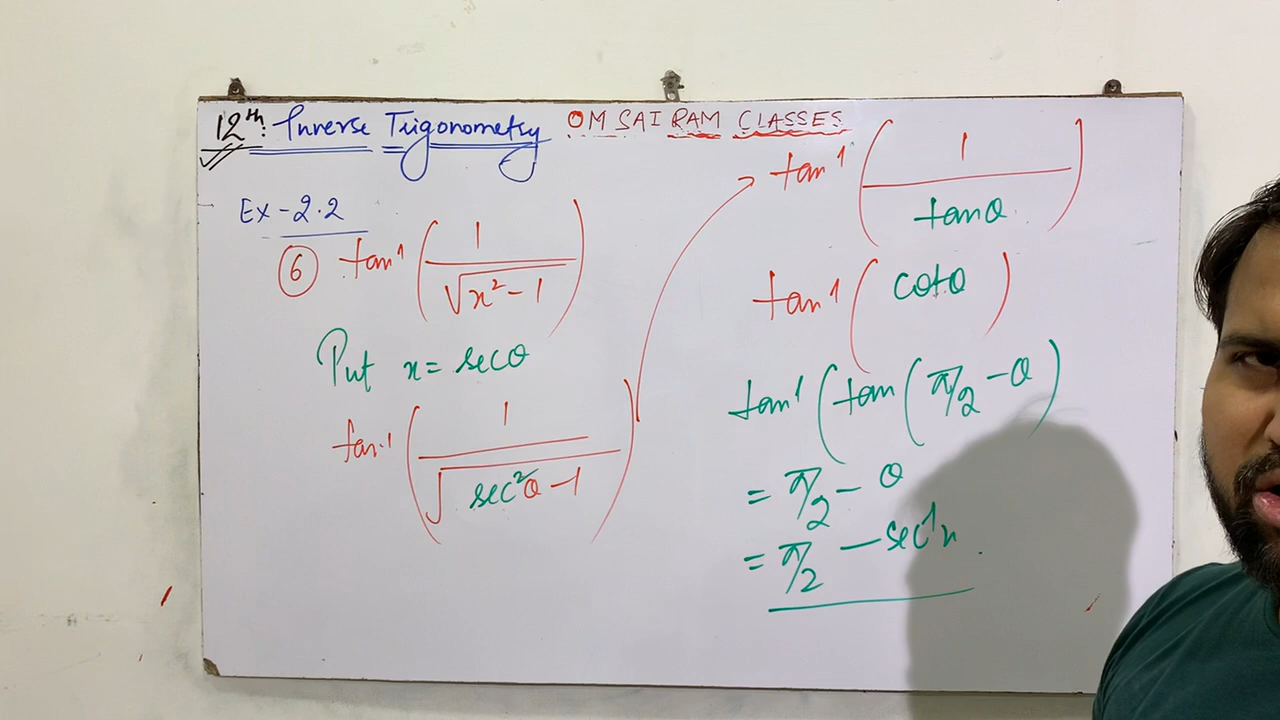 12th: Inverse Trigonometry OM SAI RAM CLASSES
Ex - 2.2
6 tan⁻¹ (1 / √(x² - 1))
Put x = secθ
tan⁻¹ (1 / √(sec²θ - 1))
tan⁻¹ (1 / tanθ)
tan⁻¹ (cotθ)
tan⁻¹ (tan (π/2 - θ)
= π/2 - θ
= π/2 - sec⁻¹x